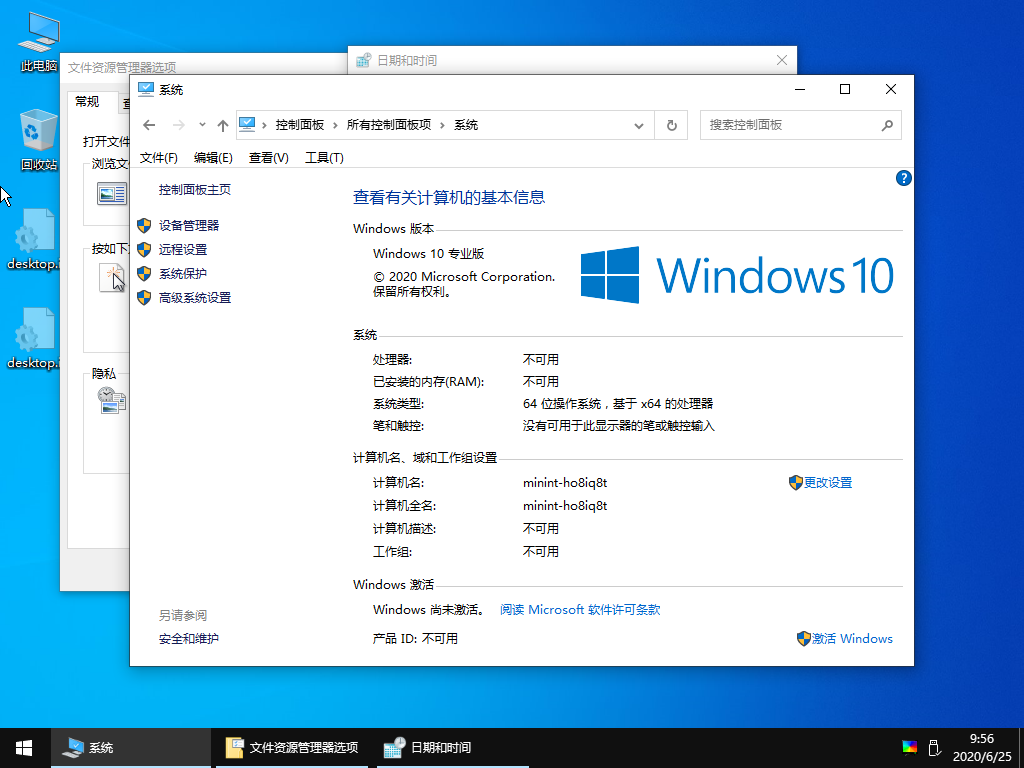 此电脑
回收站
desktop.i
desktop.i
文件资源管理器选项
常规
打开文件
浏览文
按如下
隐私
日期和时间
系统
控制面板 › 所有控制面板项 › 系统
搜索控制面板
文件(F) 编辑(E) 查看(V) 工具(T)
控制面板主页
设备管理器
远程设置
系统保护
高级系统设置
另请参阅
安全和维护
查看有关计算机的基本信息
Windows 版本
Windows 10 专业版
© 2020 Microsoft Corporation.
保留所有权利。
Windows 10
系统
处理器: 不可用
已安装的内存(RAM): 不可用
系统类型: 64 位操作系统，基于 x64 的处理器
笔和触控: 没有可用于此显示器的笔或触控输入
计算机名、域和工作组设置
计算机名: minint-ho8iq8t 更改设置
计算机全名: minint-ho8iq8t
计算机描述: 不可用
工作组: 不可用
Windows 激活
Windows 尚未激活。 阅读 Microsoft 软件许可条款
产品 ID: 不可用 激活 Windows
系统 文件资源管理器选项 日期和时间
9:56
2020/6/25